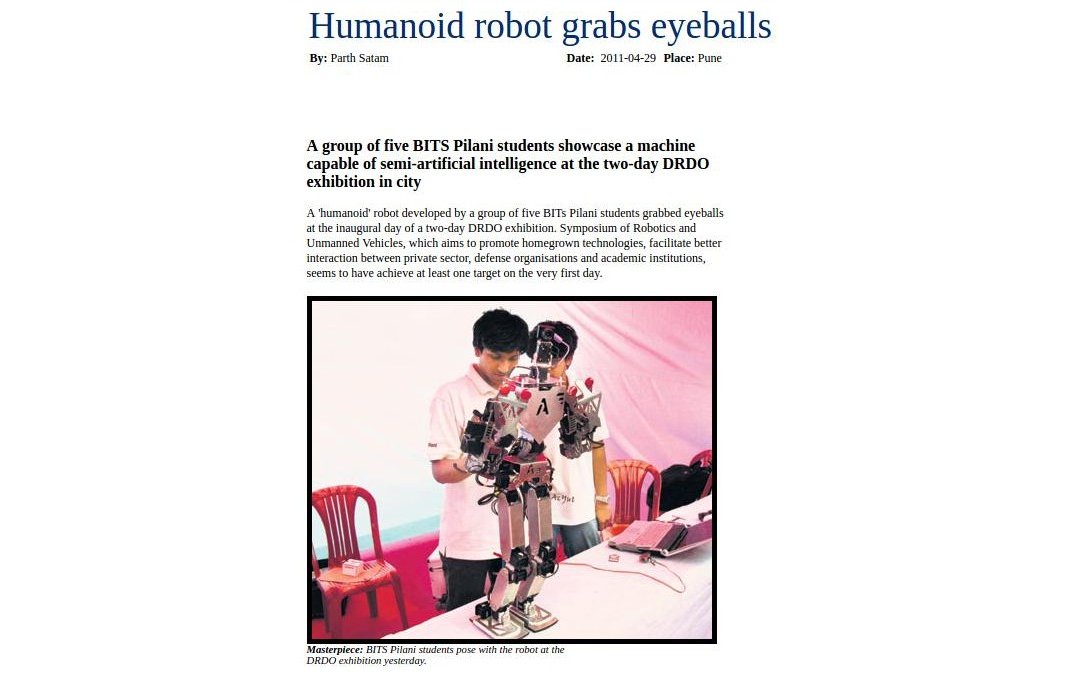 Humanoid robot grabs eyeballs
By: Parth Satam Date: 2011-04-29 Place: Pune
A group of five BITS Pilani students showcase a machine
capable of semi-artificial intelligence at the two-day DRDO
exhibition in city
A 'humanoid' robot developed by a group of five BITs Pilani students grabbed eyeballs
at the inaugural day of a two-day DRDO exhibition. Symposium of Robotics and
Unmanned Vehicles, which aims to promote homegrown technologies, facilitate better
interaction between private sector, defense organisations and academic institutions,
seems to have achieve at least one target on the very first day.
A
Masterpiece: BITS Pilani students pose with the robot at the
DRDO exhibition yesterday.